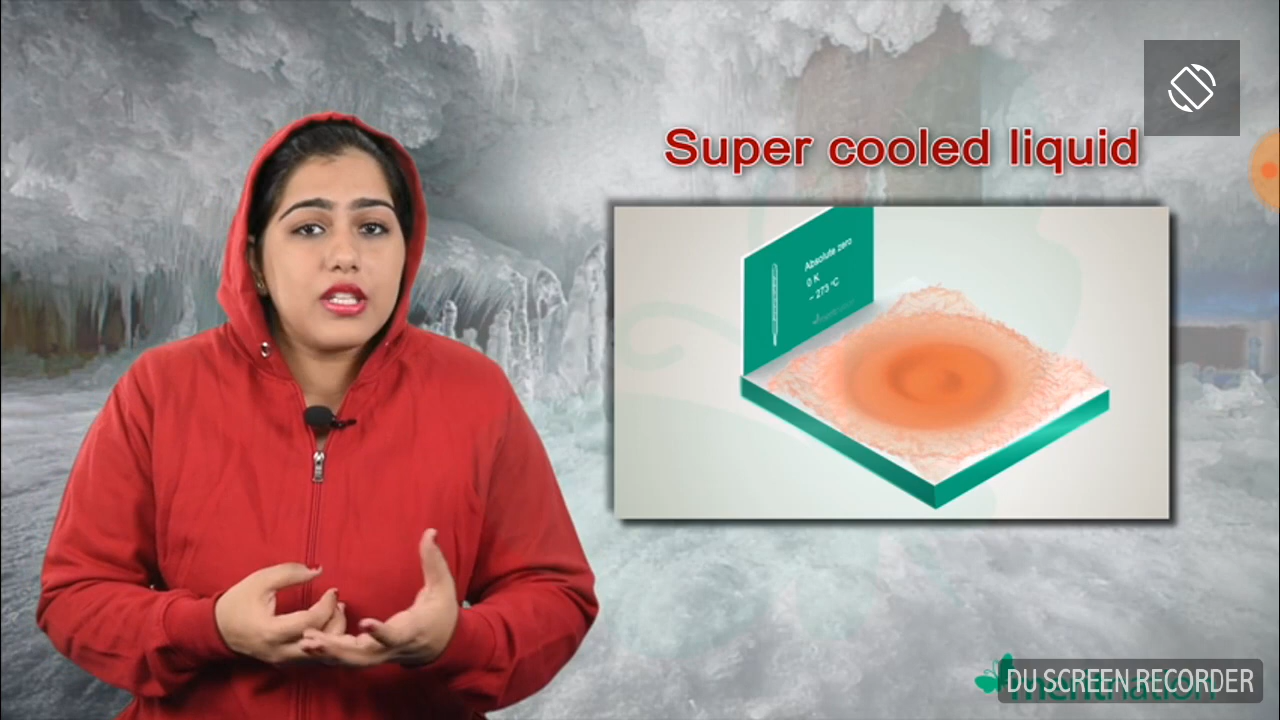 Super cooled liquid
Absolute zero
0 K
- 273 °C
DU SCREEN RECORDER